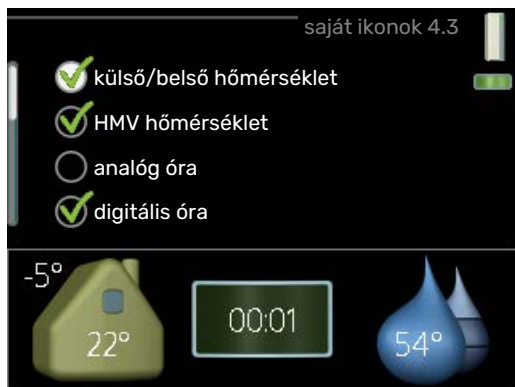 saját ikonok 4.3
külső/belső hőmérséklet
HMV hőmérséklet
analóg óra
digitális óra
-5°
22°
00:01
54°